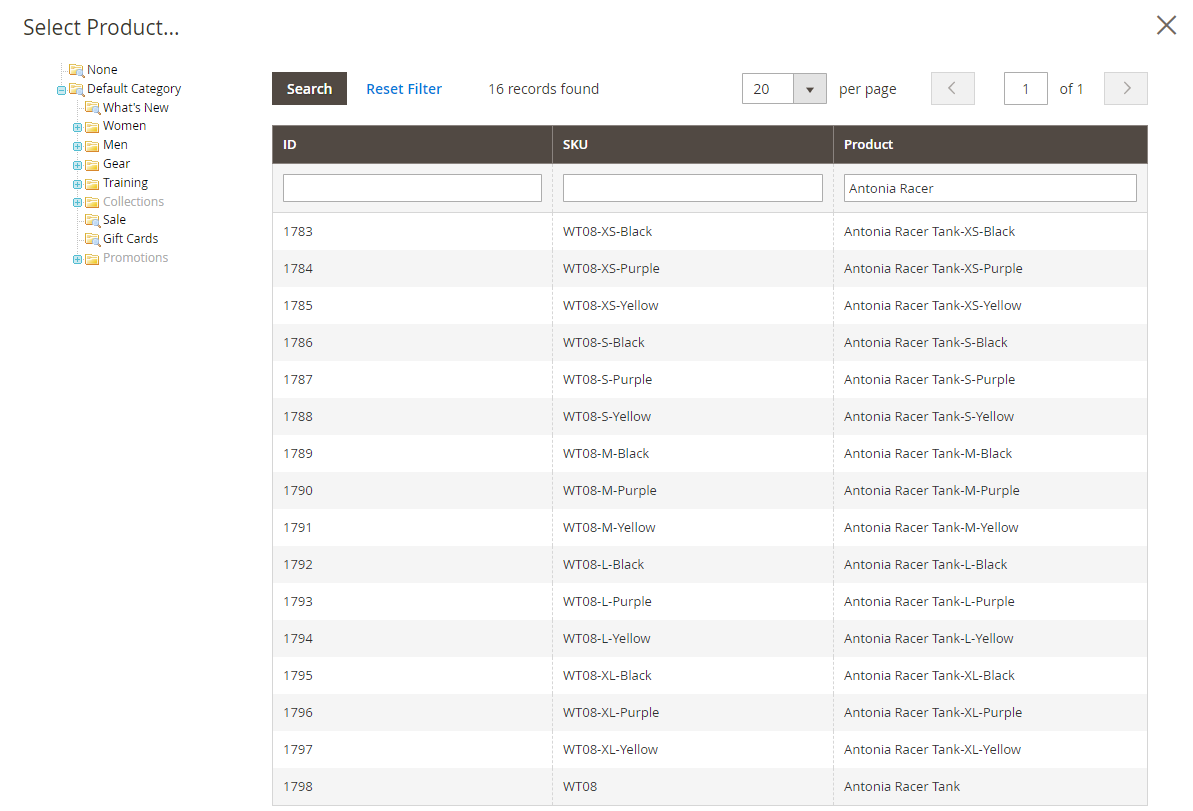 Select Product...
None
Default Category
What's New
Women
Men
Gear
Training
Collections
Sale
Gift Cards
Promotions
Search Reset Filter 16 records found 20 per page 1 of 1
ID SKU Product
Antonia Racer
1783 WT08-XS-Black Antonia Racer Tank-XS-Black
1784 WT08-XS-Purple Antonia Racer Tank-XS-Purple
1785 WT08-XS-Yellow Antonia Racer Tank-XS-Yellow
1786 WT08-S-Black Antonia Racer Tank-S-Black
1787 WT08-S-Purple Antonia Racer Tank-S-Purple
1788 WT08-S-Yellow Antonia Racer Tank-S-Yellow
1789 WT08-M-Black Antonia Racer Tank-M-Black
1790 WT08-M-Purple Antonia Racer Tank-M-Purple
1791 WT08-M-Yellow Antonia Racer Tank-M-Yellow
1792 WT08-L-Black Antonia Racer Tank-L-Black
1793 WT08-L-Purple Antonia Racer Tank-L-Purple
1794 WT08-L-Yellow Antonia Racer Tank-L-Yellow
1795 WT08-XL-Black Antonia Racer Tank-XL-Black
1796 WT08-XL-Purple Antonia Racer Tank-XL-Purple
1797 WT08-XL-Yellow Antonia Racer Tank-XL-Yellow
1798 WT08 Antonia Racer Tank